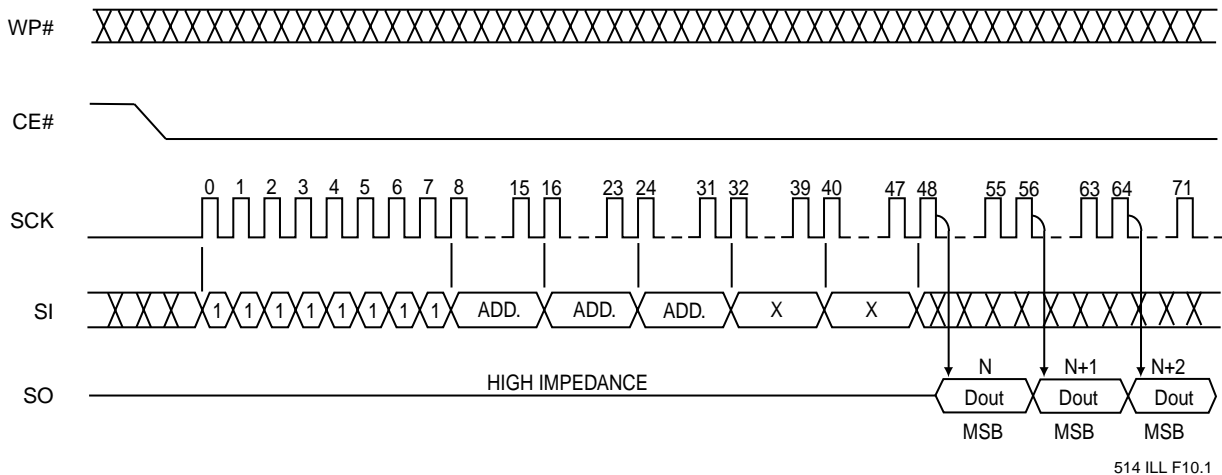 WP#
CE#
0 1 2 3 4 5 6 7 8 15 16 23 24 31 32 39 40 47 48 55 56 63 64 71
SCK
SI 1 1 1 1 1 1 1 1 ADD. ADD. ADD. X X
N N+1 N+2
SO HIGH IMPEDANCE Dout Dout Dout
MSB MSB MSB
514 ILL F10.1